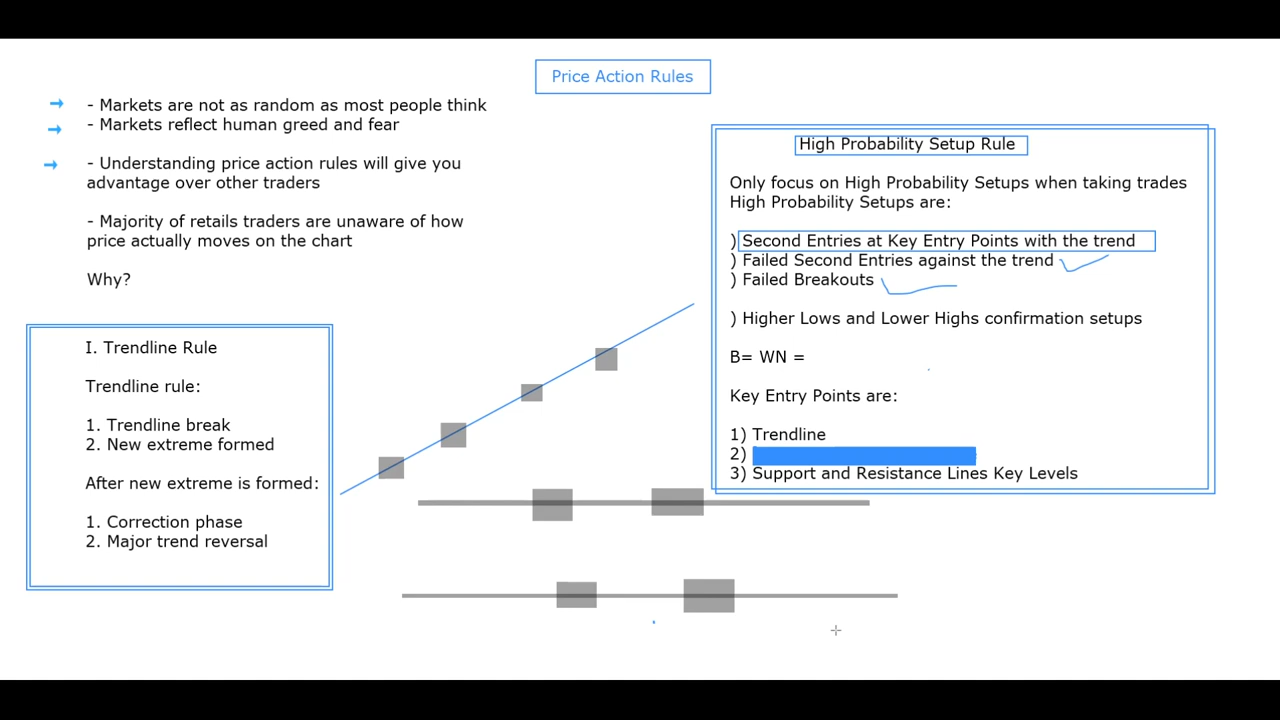 Price Action Rules
- Markets are not as random as most people think
- Markets reflect human greed and fear
- Understanding price action rules will give you
advantage over other traders
- Majority of retails traders are unaware of how
price actually moves on the chart
Why?
I. Trendline Rule
Trendline rule:
1. Trendline break
2. New extreme formed
After new extreme is formed:
1. Correction phase
2. Major trend reversal
High Probability Setup Rule
Only focus on High Probability Setups when taking trades
High Probability Setups are:
) Second Entries at Key Entry Points with the trend
) Failed Second Entries against the trend
) Failed Breakouts
) Higher Lows and Lower Highs confirmation setups
B= WN =
Key Entry Points are:
1) Trendline
2)
3) Support and Resistance Lines Key Levels